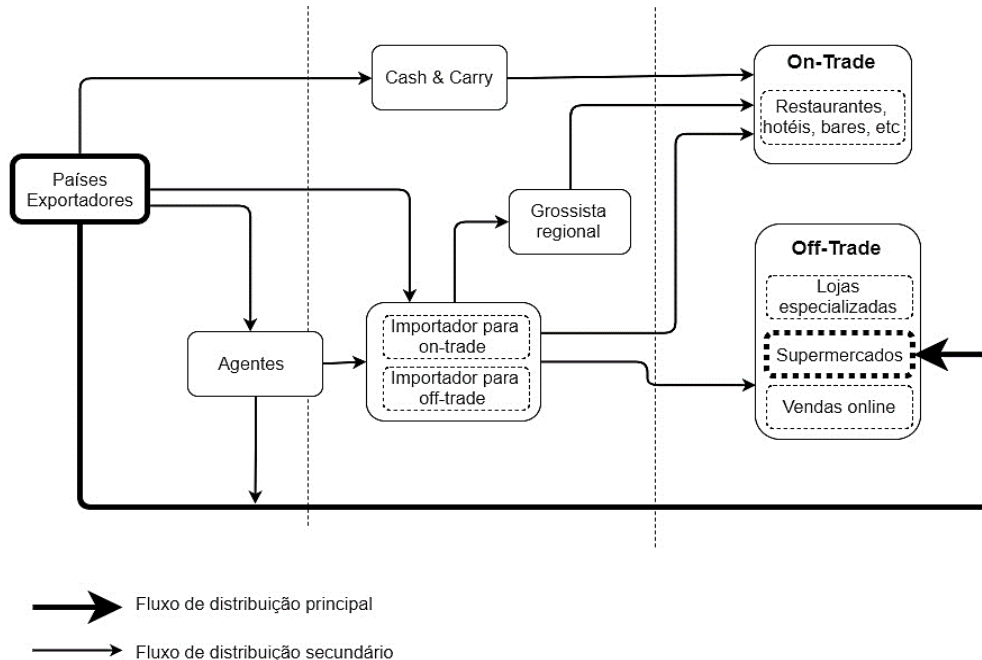 Cash & Carry
On-Trade
Restaurantes,
hotéis, bares, etc
Países
Exportadores
Grossista
regional
Off-Trade
Lojas
especializadas
Importador para
on-trade
Supermercados
Agentes
Importador para
off-trade
Vendas online
Fluxo de distribuição principal
Fluxo de distribuição secundário